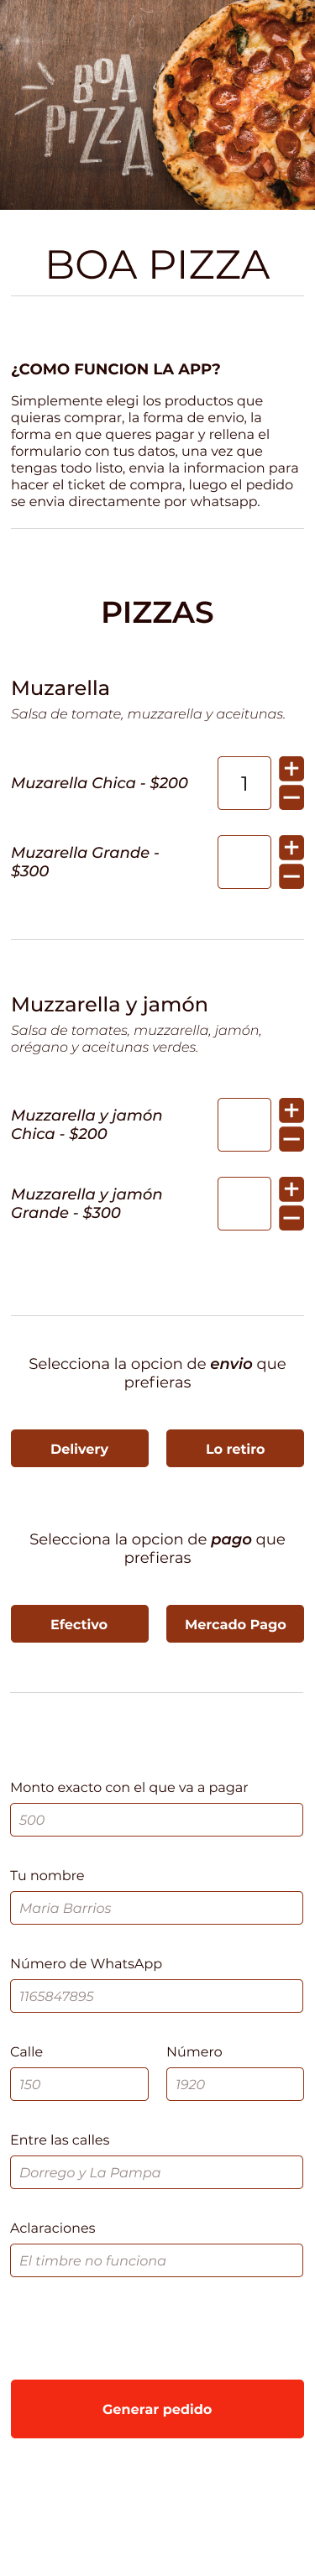 BOA
PIZZA
BOA PIZZA
¿COMO FUNCION LA APP?
Simplemente elegi los productos que
quieras comprar, la forma de envio, la
forma en que queres pagar y rellena el
formulario con tus datos, una vez que
tengas todo listo, envia la informacion para
hacer el ticket de compra, luego el pedido
se envia directamente por whatsapp.
PIZZAS
Muzarella
Salsa de tomate, muzzarella y aceitunas.
Muzarella Chica - $200
1
+
−
Muzarella Grande -
$300
+
−
Muzzarella y jamón
Salsa de tomates, muzzarella, jamón,
orégano y aceitunas verdes.
Muzzarella y jamón
Chica - $200
+
−
Muzzarella y jamón
Grande - $300
+
−
Selecciona la opcion de envio que
prefieras
Delivery
Lo retiro
Selecciona la opcion de pago que
prefieras
Efectivo
Mercado Pago
Monto exacto con el que va a pagar
500
Tu nombre
Maria Barrios
Número de WhatsApp
1165847895
Calle
Número
150
1920
Entre las calles
Dorrego y La Pampa
Aclaraciones
El timbre no funciona
Generar pedido